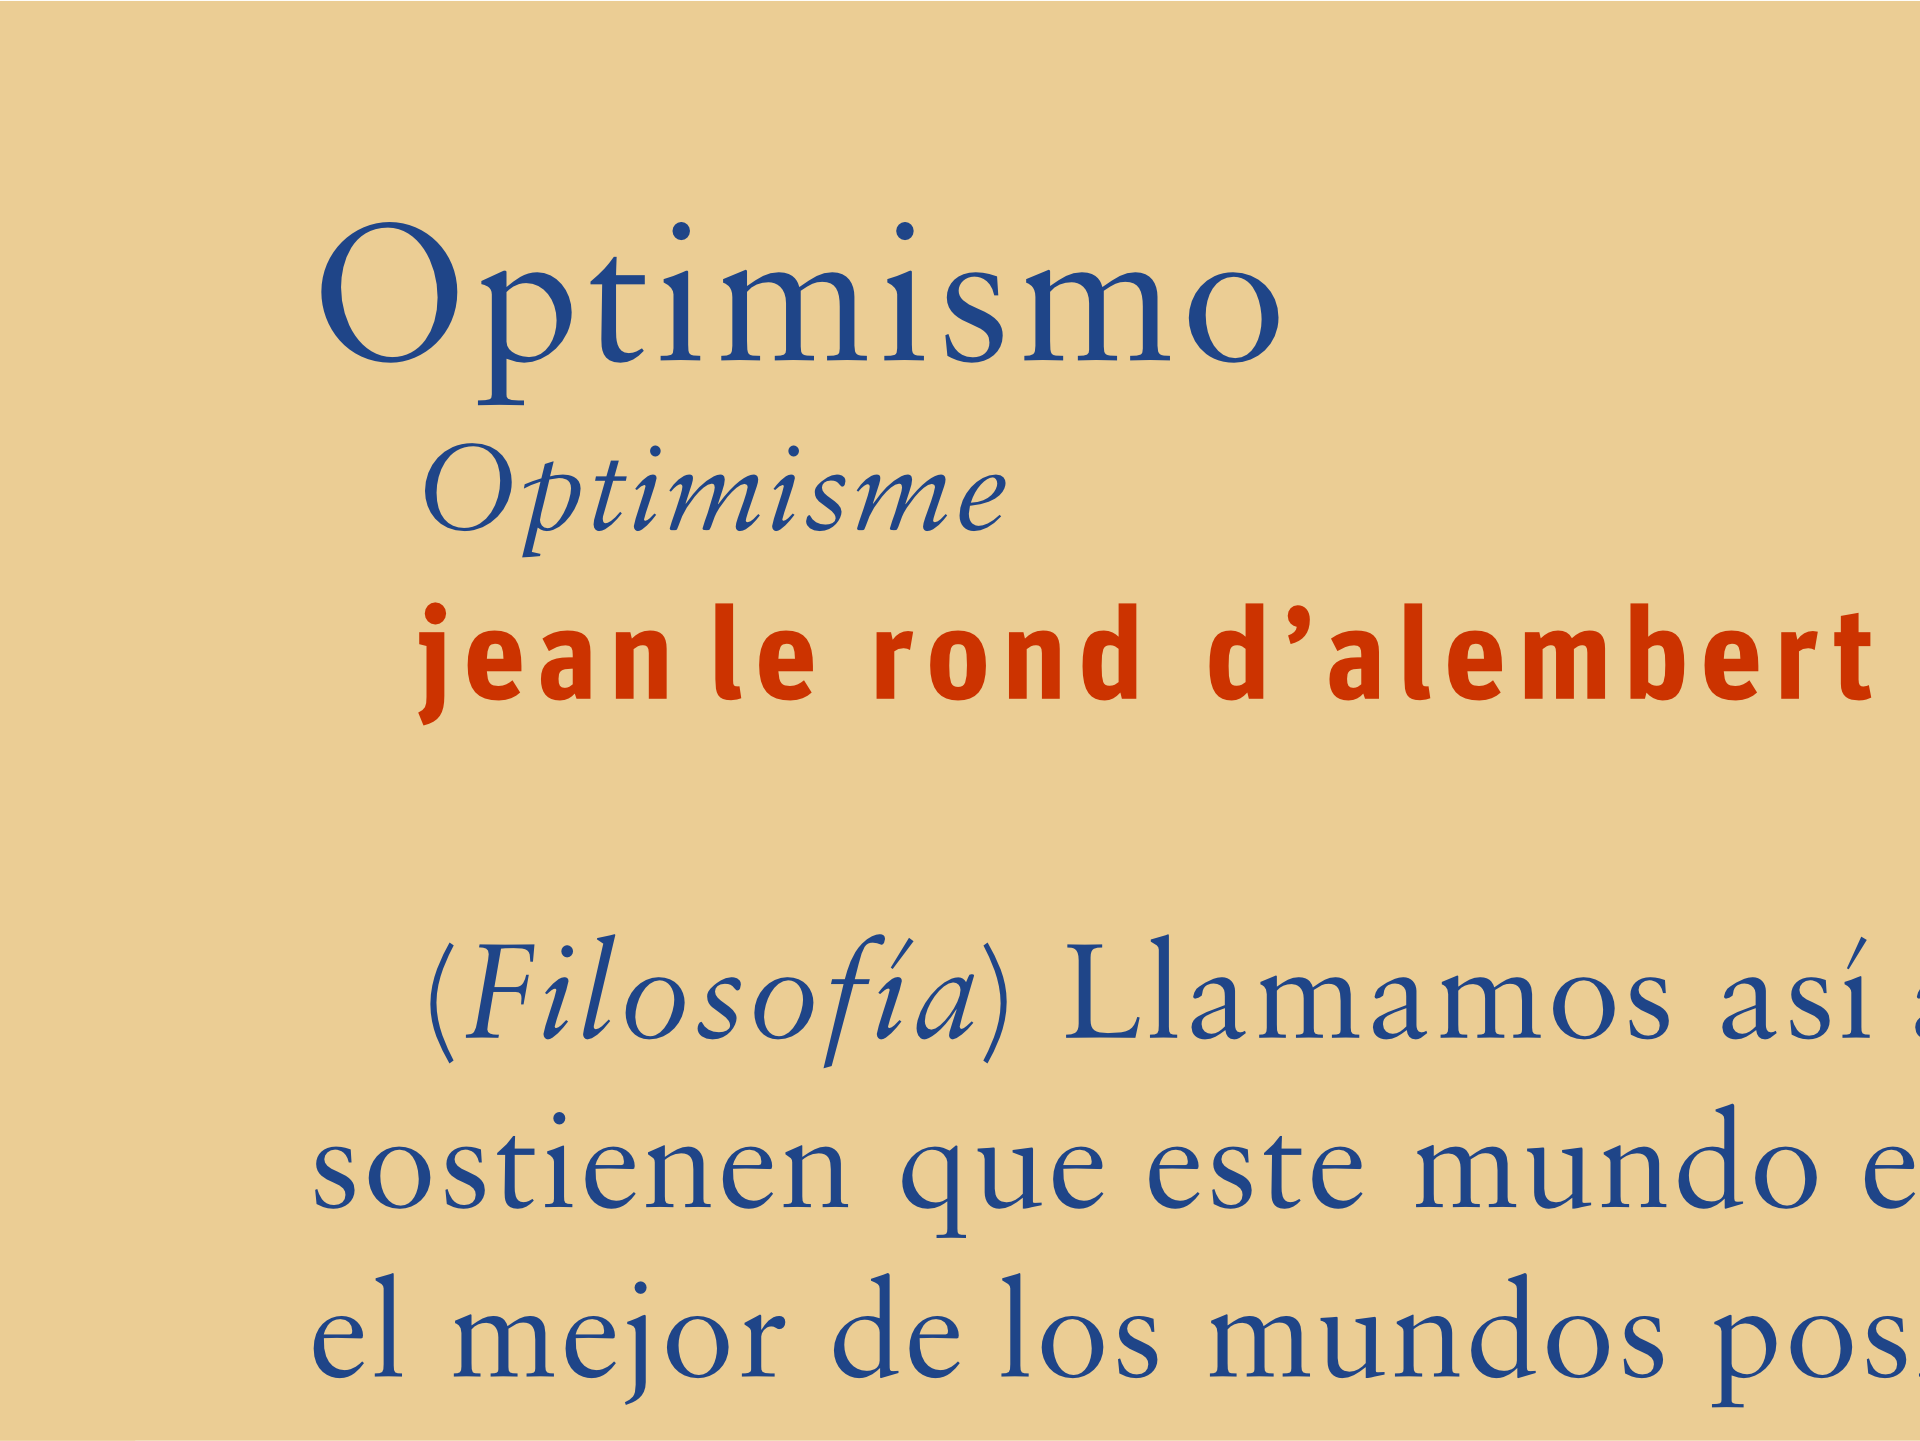 Optimismo
Optimisme
jean le rond d’alembert
(Filosofía) Llamamos así
sostienen que este mundo
el mejor de los mundos